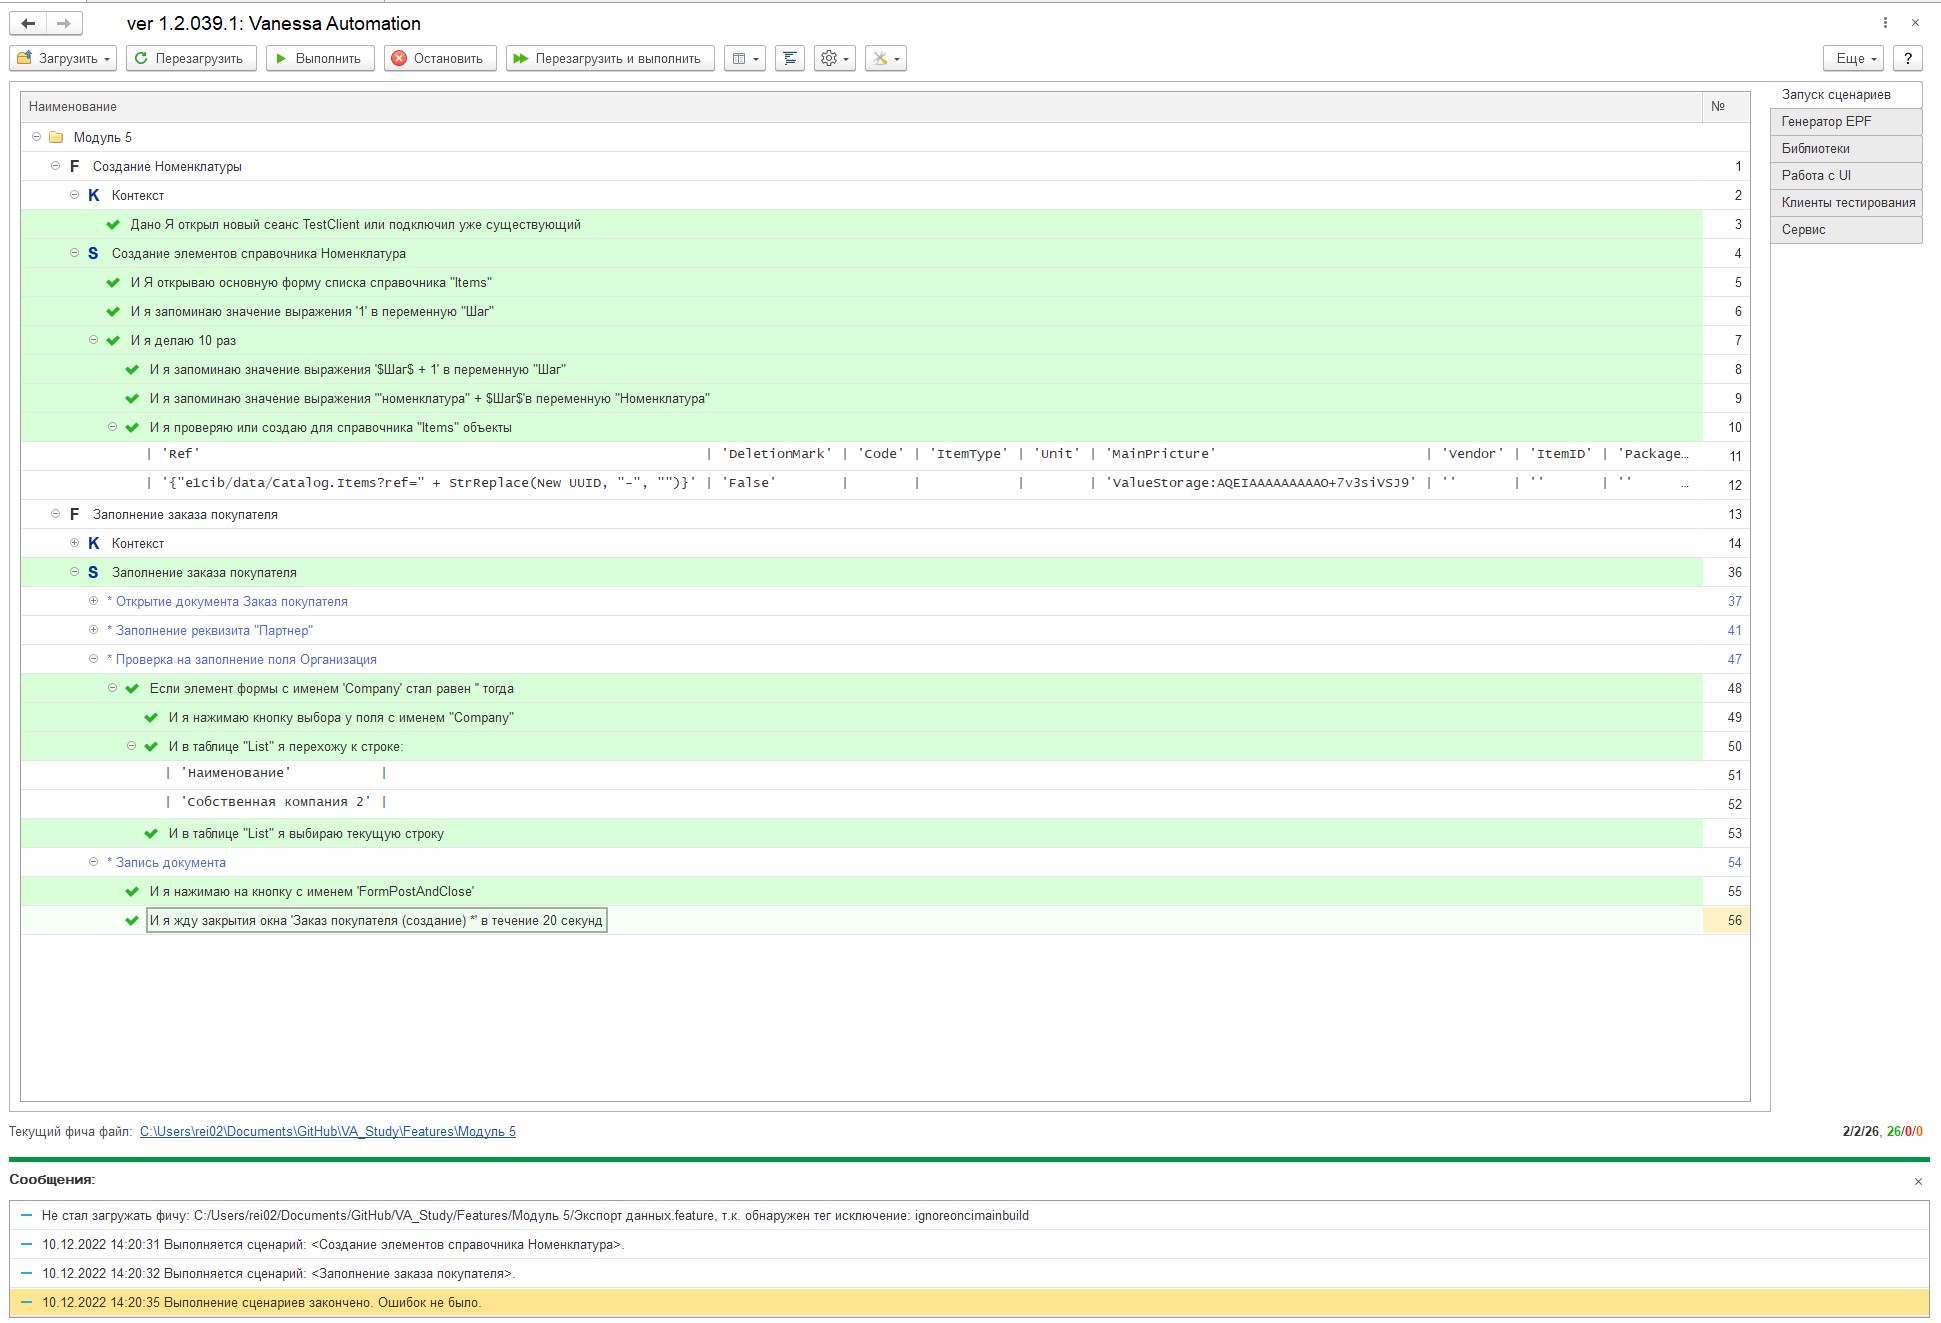 ver 1.2.039.1: Vanessa Automation
Загрузить Перезагрузить Выполнить Остановить Перезагрузить и выполнить Еще ?
Запуск сценариев
Генератор EPF
Библиотеки
Работа с UI
Клиенты тестирования
Сервис
Наименование №
Модуль 5
F Создание Номенклатуры 1
K Контекст 2
Дано Я открыл новый сеанс TestClient или подключил уже существующий 3
S Создание элементов справочника Номенклатура 4
И Я открываю основную форму списка справочника "Items" 5
И я запоминаю значение выражения '1' в переменную "Шаг" 6
И я делаю 10 раз 7
И я запоминаю значение выражения '$Шаг$ + 1' в переменную "Шаг" 8
И я запоминаю значение выражения '"номенклатура" + $Шаг$'в переменную "Номенклатура" 9
И я проверяю или создаю для справочника "Items" объекты 10
| 'Ref' | 'DeletionMark' | 'Code' | 'ItemType' | 'Unit' | 'MainPricture' | 'Vendor' | 'ItemID' | 'Package… 11
| '{"e1cib/data/Catalog.Items?ref=" + StrReplace(New UUID, "-", "")}' | 'False' | | | | 'ValueStorage:AQEIAAAAAAAAAO+7v3siVSJ9' | '' | '' | '' … 12
F Заполнение заказа покупателя 13
K Контекст 14
S Заполнение заказа покупателя 36
* Открытие документа Заказ покупателя 37
* Заполнение реквизита "Партнер" 41
* Проверка на заполнение поля Организация 47
Если элемент формы с именем 'Company' стал равен '' тогда 48
И я нажимаю кнопку выбора у поля с именем "Company" 49
И в таблице "List" я перехожу к строке: 50
| 'Наименование' | 51
| 'Собственная компания 2' | 52
И в таблице "List" я выбираю текущую строку 53
* Запись документа 54
И я нажимаю на кнопку с именем 'FormPostAndClose' 55
И я жду закрытия окна 'Заказ покупателя (создание) *' в течение 20 секунд 56
Текущий фича файл: C:\Users\rei02\Documents\GitHub\VA_Study\Features\Модуль 5 2/2/26, 26/0/0
Сообщения:
Не стал загружать фичу: C:/Users/rei02/Documents/GitHub/VA_Study/Features/Модуль 5/Экспорт данных.feature, т.к. обнаружен тег исключение: ignoreoncimainbuild
10.12.2022 14:20:31 Выполняется сценарий: <Создание элементов справочника Номенклатура>.
10.12.2022 14:20:32 Выполняется сценарий: <Заполнение заказа покупателя>.
10.12.2022 14:20:35 Выполнение сценариев закончено. Ошибок не было.